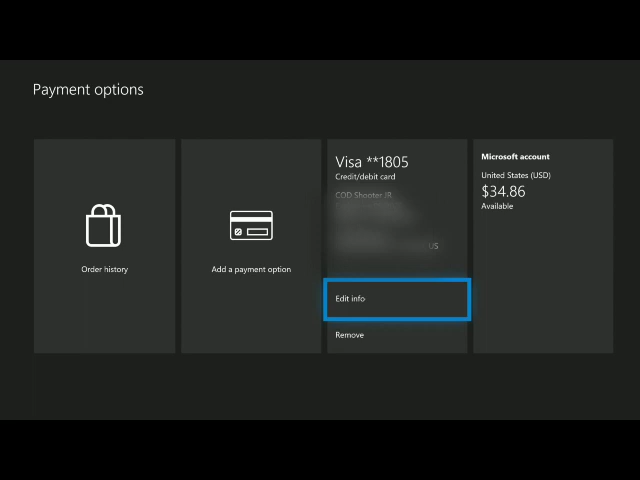 Payment options
Order history
Add a payment option
Visa **1805
Credit/debit card
COD Shooter JR
US
Edit info
Remove
Microsoft account
United States (USD)
$34.86
Available